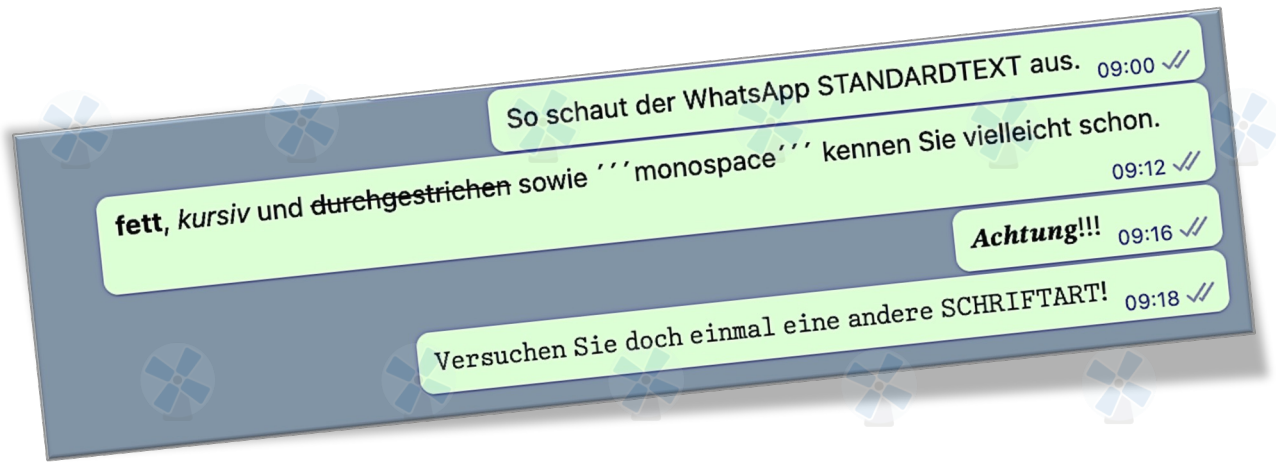 So schaut der WhatsApp STANDARDTEXT aus. 09:00
fett, kursiv und durchgestrichen sowie ´´´monospace´´´ kennen Sie vielleicht schon.
09:12
Achtung!!! 09:16
Versuchen Sie doch einmal eine andere SCHRIFTART! 09:18